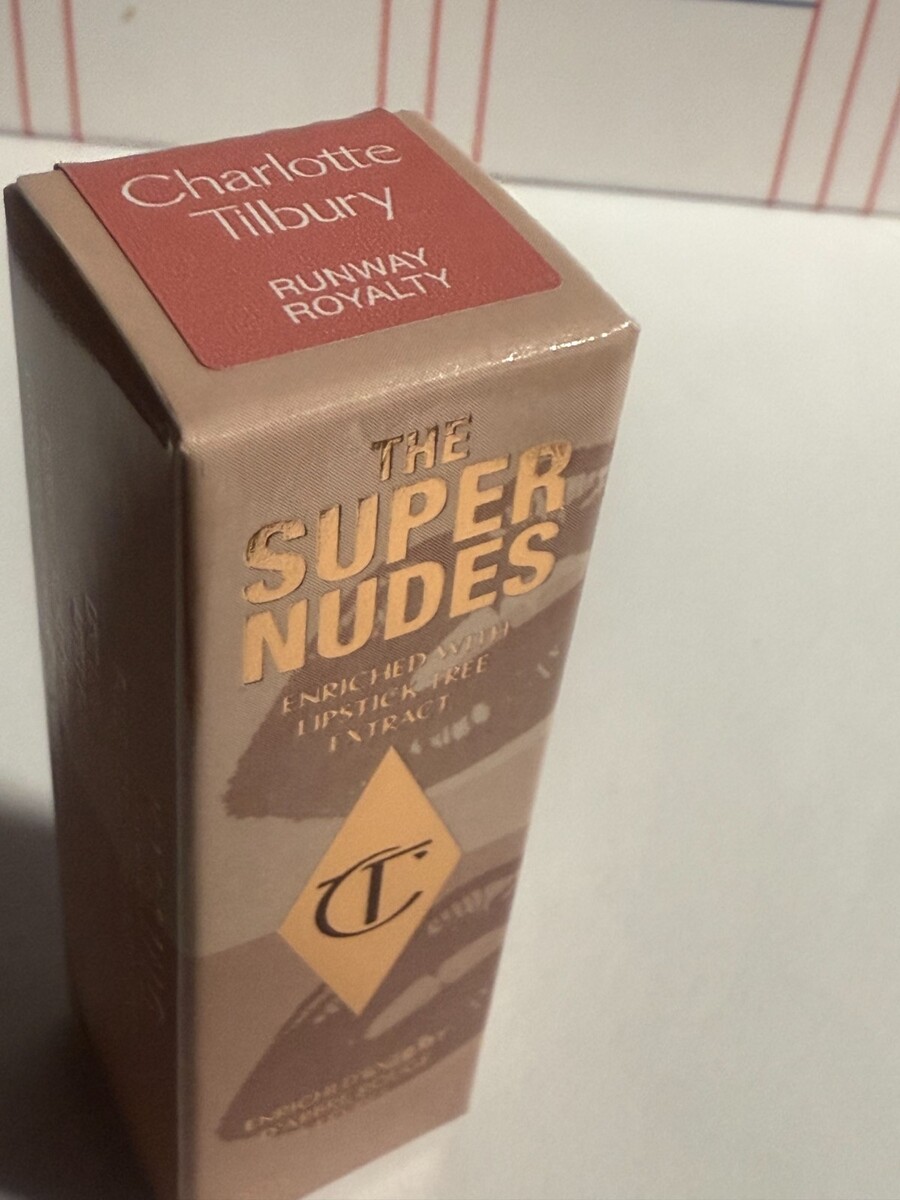 Charlotte
Tilbury
RUNWAY
ROYALTY
THE
SUPER
NUDES
ENRICHED WITH
LIPSTICK TREE
EXTRACT
CT